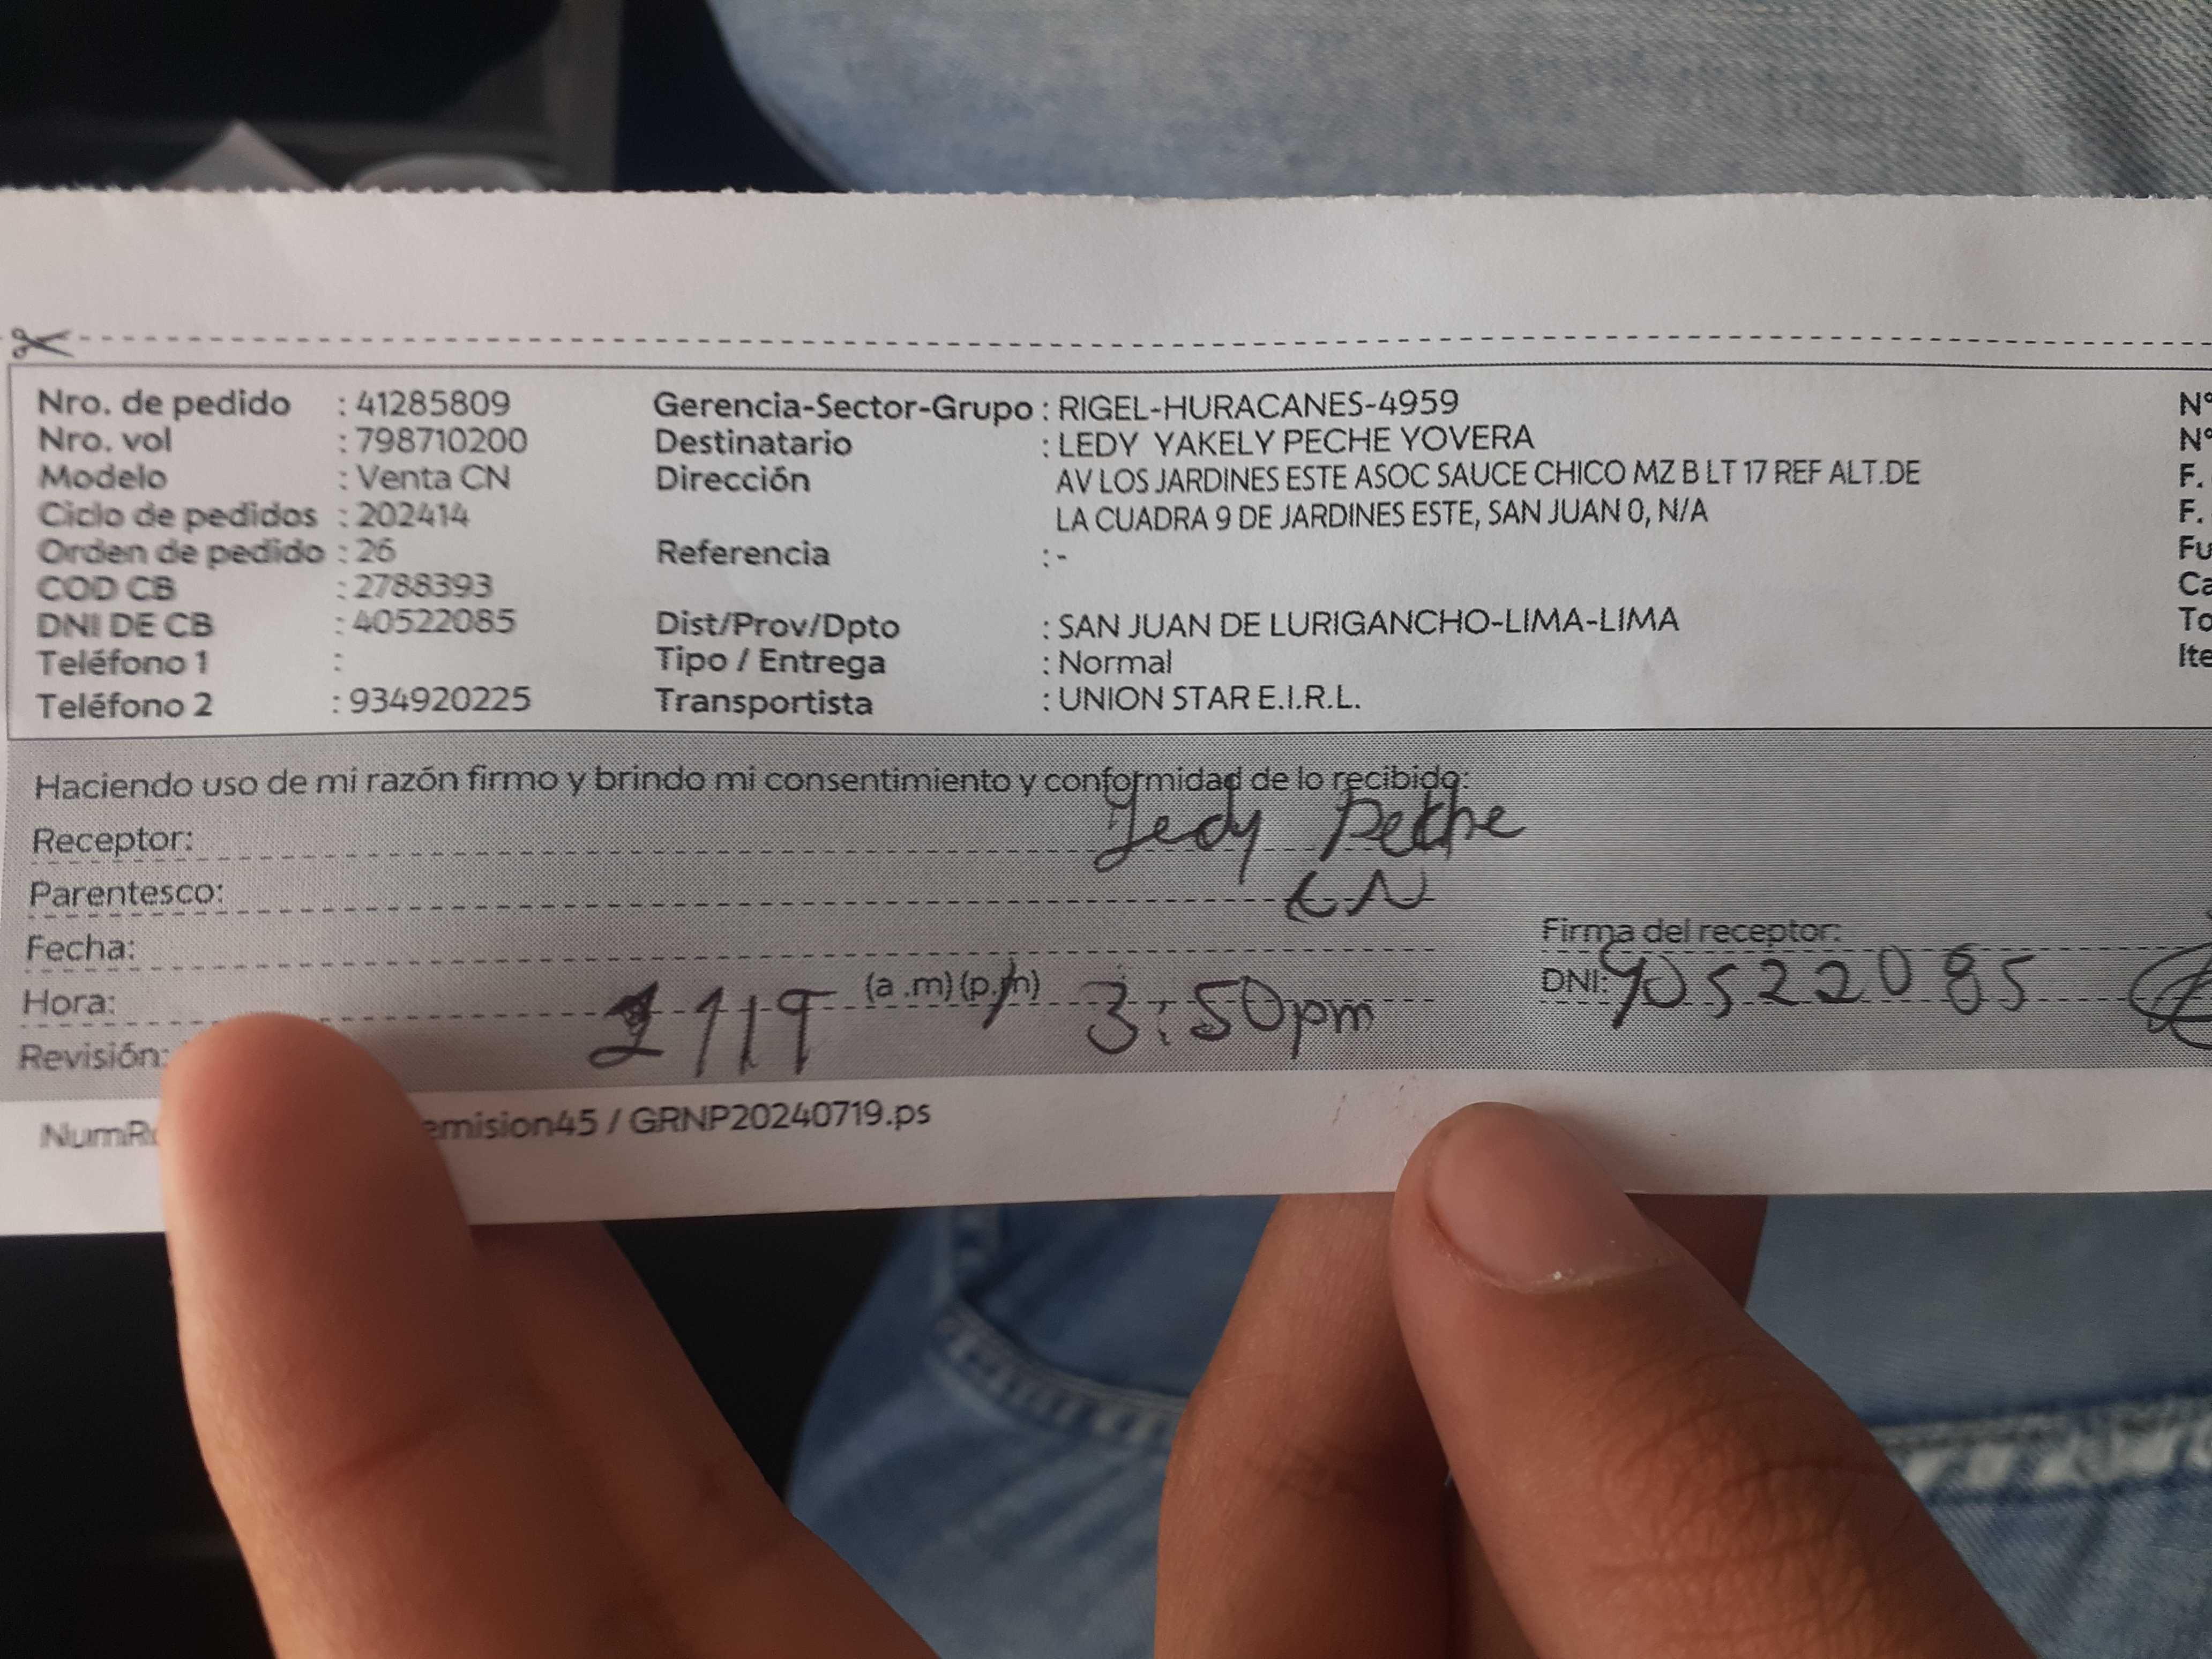 Nro. de pedido : 41285809 Gerencia-Sector-Grupo : RIGEL-HURACANES-4959 N°
Nro. vol : 798710200 Destinatario : LEDY YAKELY PECHE YOVERA N°
Modelo : Venta CN Dirección AV LOS JARDINES ESTE ASOC SAUCE CHICO MZ B LT 17 REF ALT.DE F.
Ciclo de pedidos : 202414 LA CUADRA 9 DE JARDINES ESTE, SAN JUAN 0, N/A F.
Orden de pedido : 26 Referencia : - Fu
COD CB : 2788393 Ca
DNI DE CB : 40522085 Dist/Prov/Dpto : SAN JUAN DE LURIGANCHO-LIMA-LIMA To
Teléfono 1 : Tipo / Entrega : Normal Ite
Teléfono 2 : 934920225 Transportista : UNION STAR E.I.R.L.
Haciendo uso de mi razón firmo y brindo mi consentimiento y conformidad de lo recibido:
Receptor: Ledy Peche
Parentesco: CN
Fecha: Firma del receptor:
Hora: (a .m) (p.m) 3:50pm DNI: 40522085
Revisión:
NumR emision45 / GRNP20240719.ps